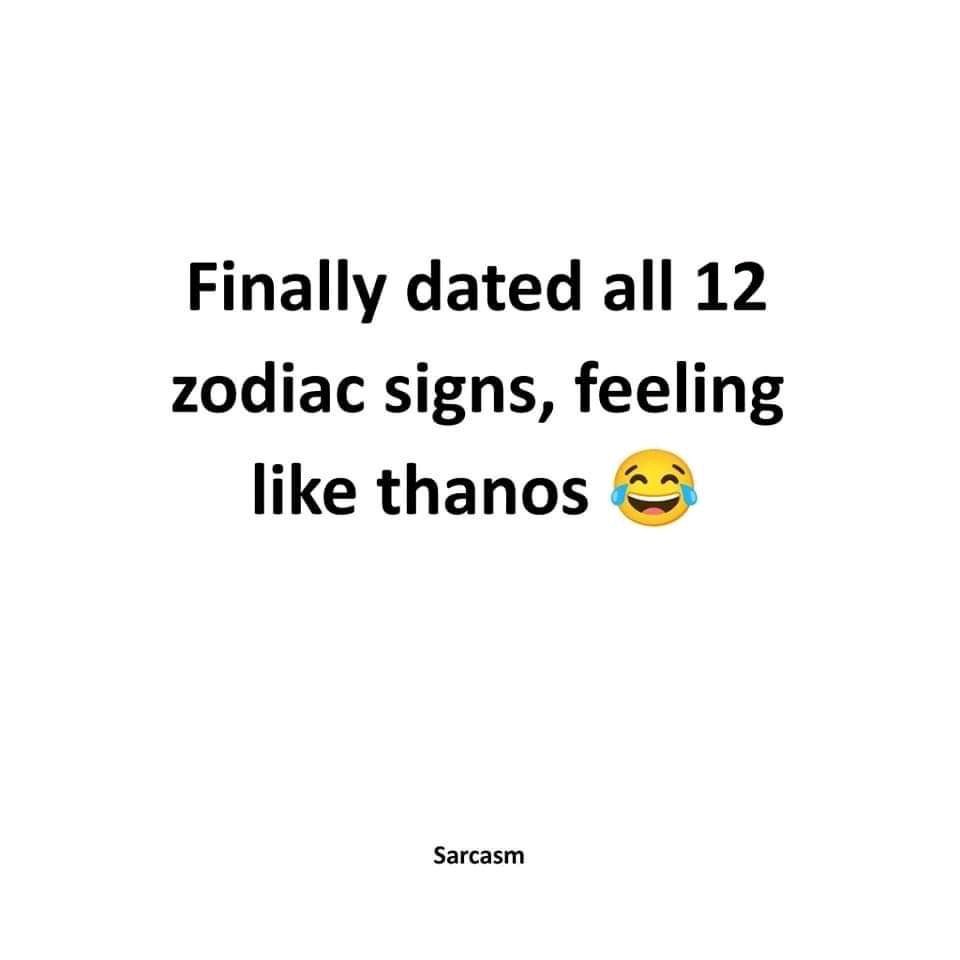 Finally dated all 12
zodiac signs, feeling
like thanos 😂
Sarcasm